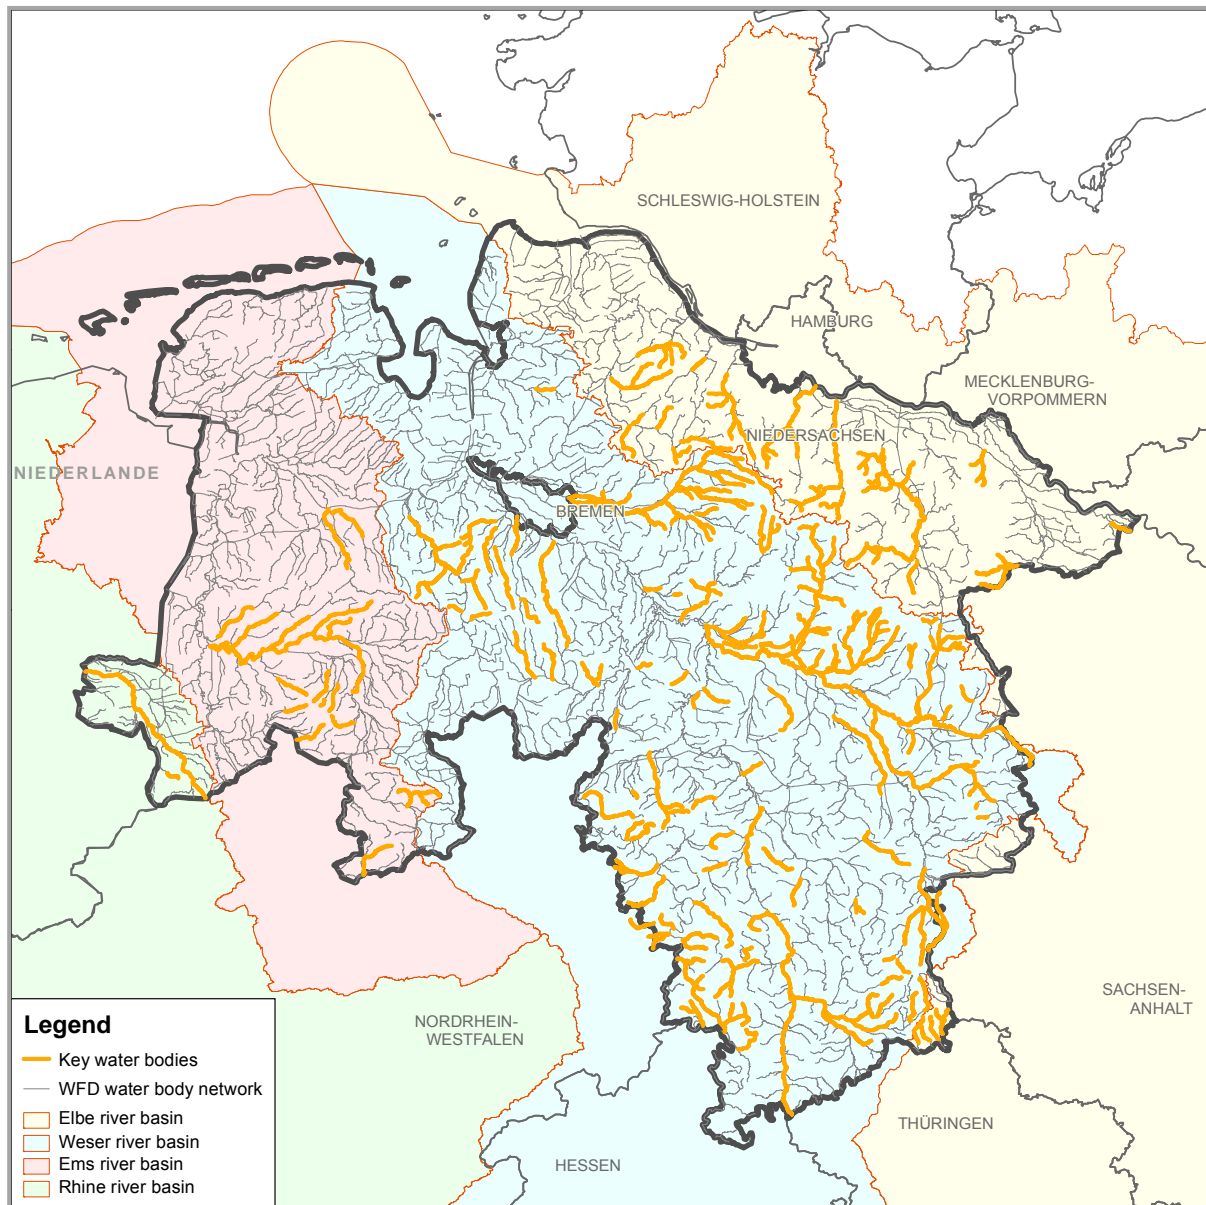 SCHLESWIG-HOLSTEIN
HAMBURG
MECKLENBURG-
VORPOMMERN
NIEDERSACHSEN
NIEDERLANDE
BREMEN
SACHSEN-
ANHALT
NORDRHEIN-
WESTFALEN
THÜRINGEN
HESSEN
Legend
Key water bodies
WFD water body network
Elbe river basin
Weser river basin
Ems river basin
Rhine river basin